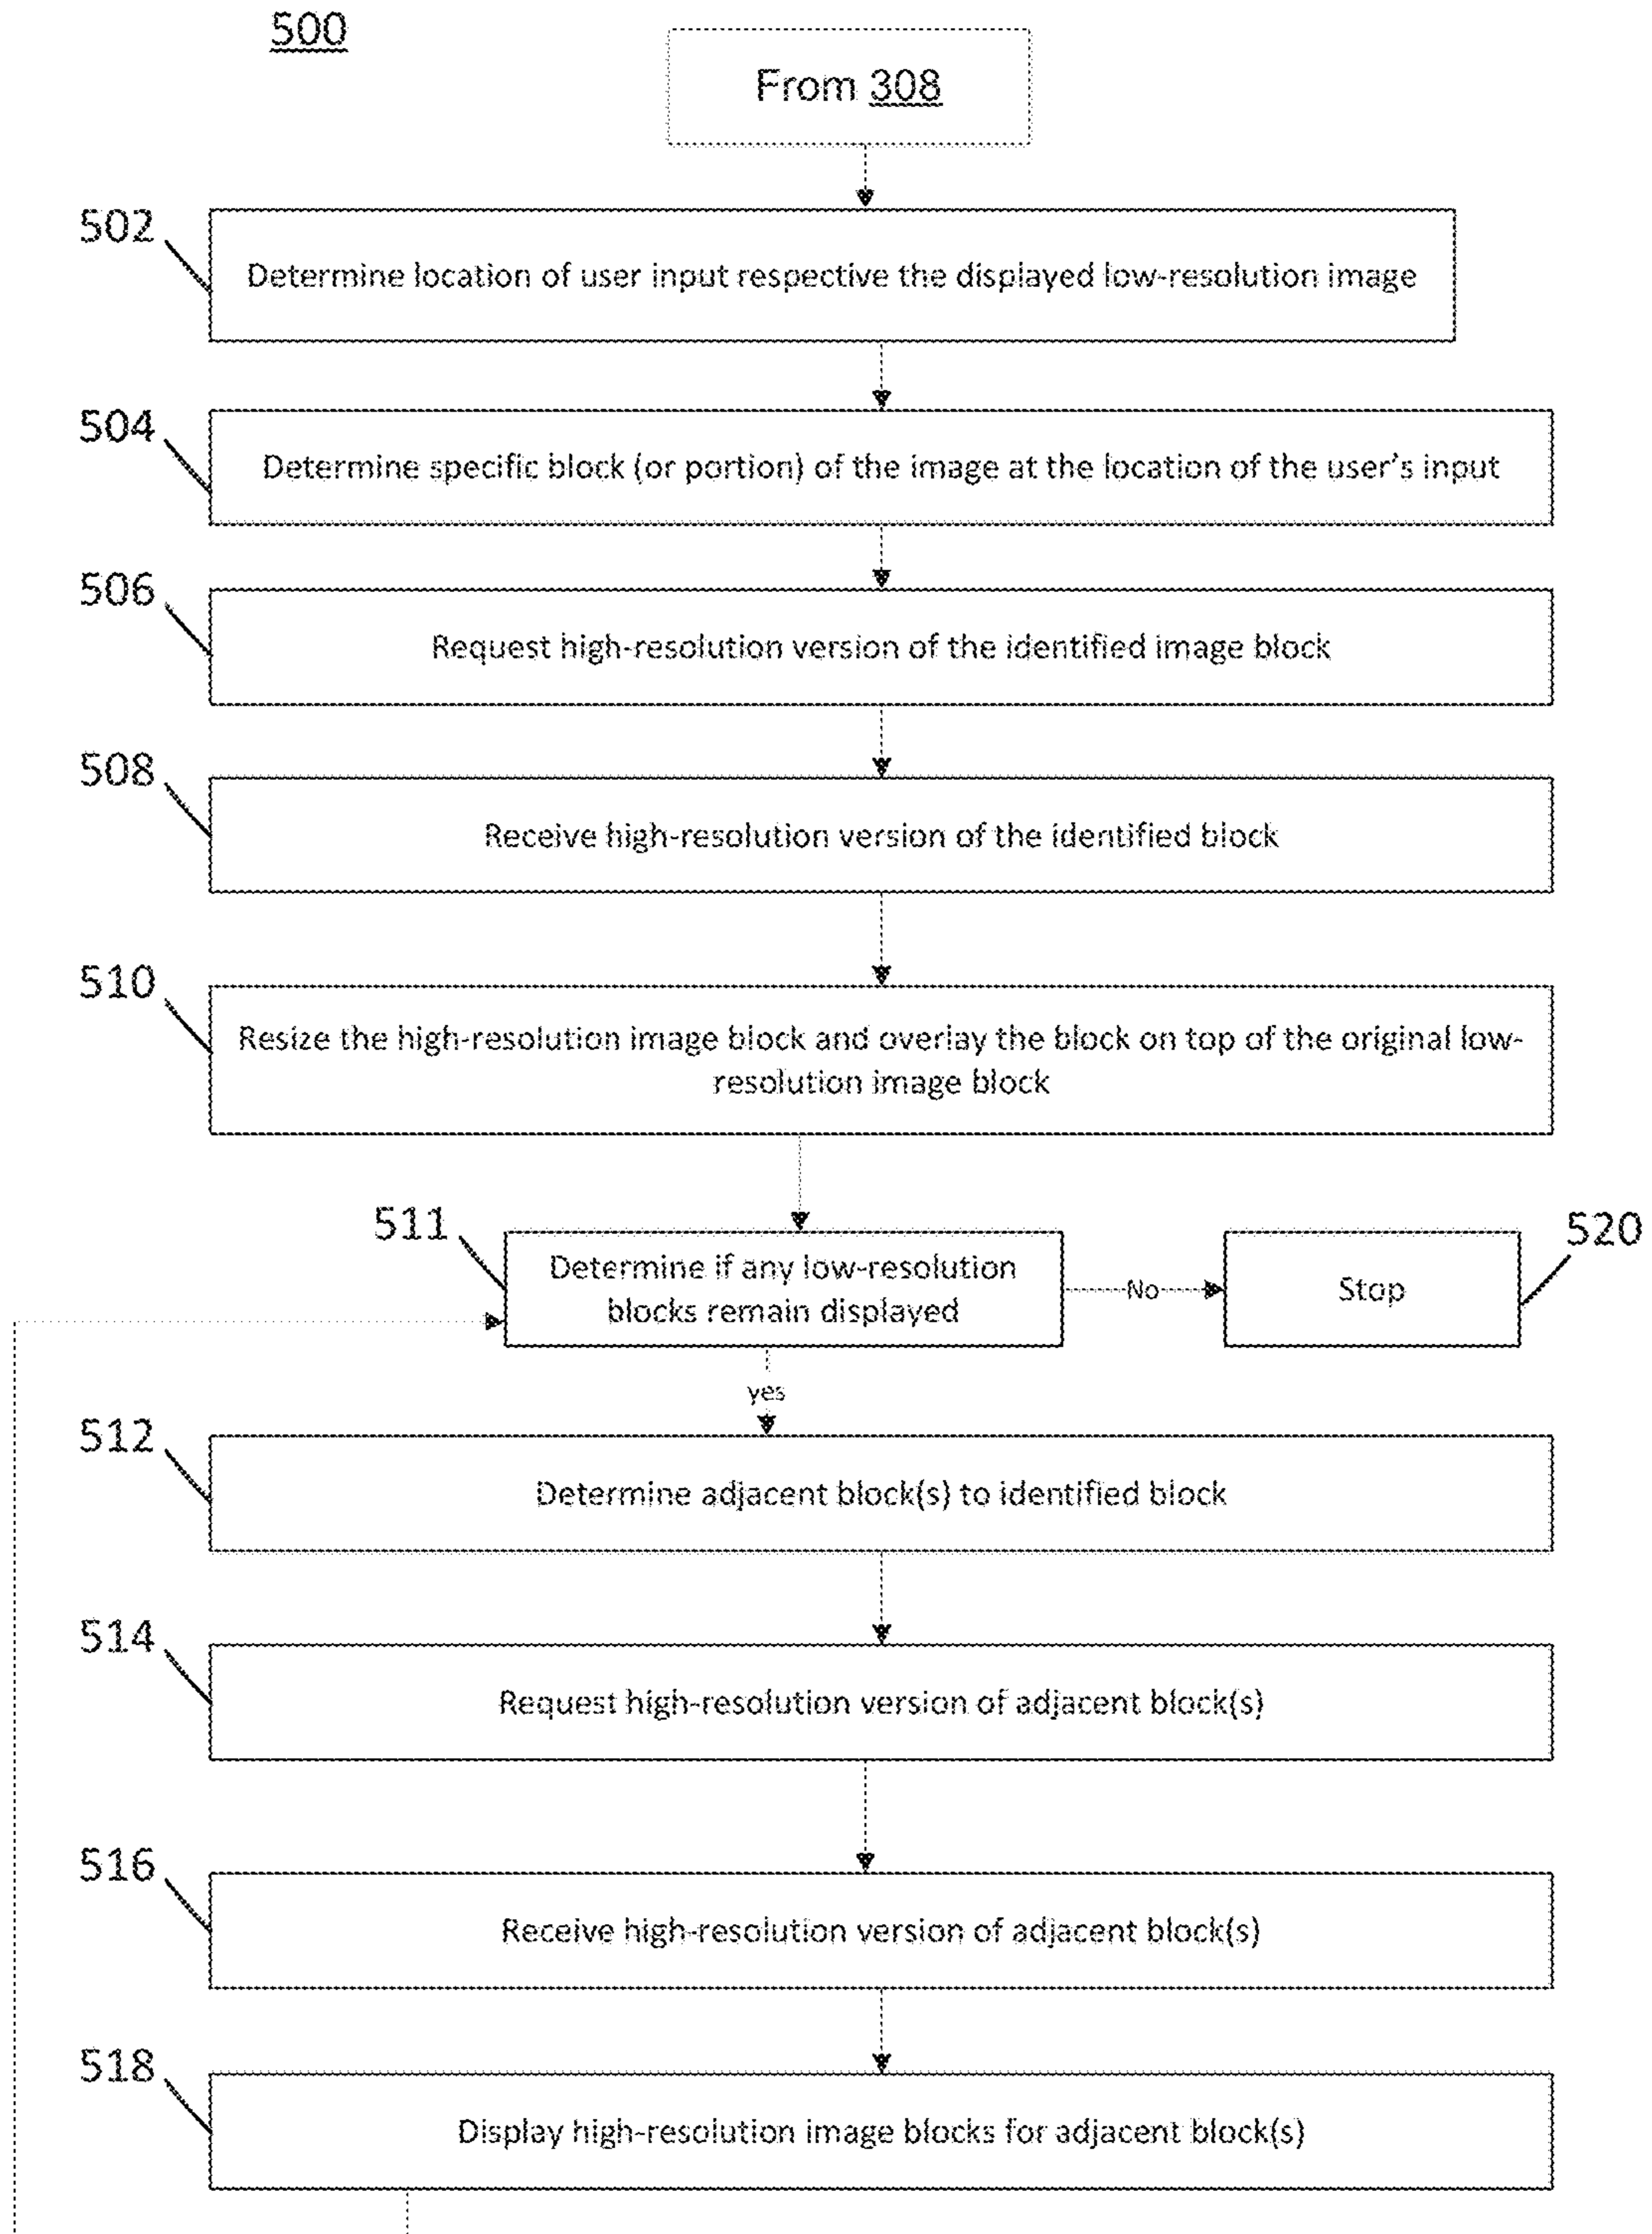 500
From 308
502
Determine location of user input respective the displayed low-resolution image
504
Determine specific block (or portion) of the image at the location of the user's input
506
Request high-resolution version of the identified image block
508
Receive high-resolution version of the identified block
510
Resize the high-resolution image block and overlay the block on top of the original low-
resolution image block
511
Determine if any low-resolution
blocks remain displayed
No
Stop
520
yes
512
Determine adjacent block(s) to identified block
514
Request high-resolution version of adjacent block(s)
516
Receive high-resolution version of adjacent block(s)
518
Display high-resolution image blocks for adjacent block(s)